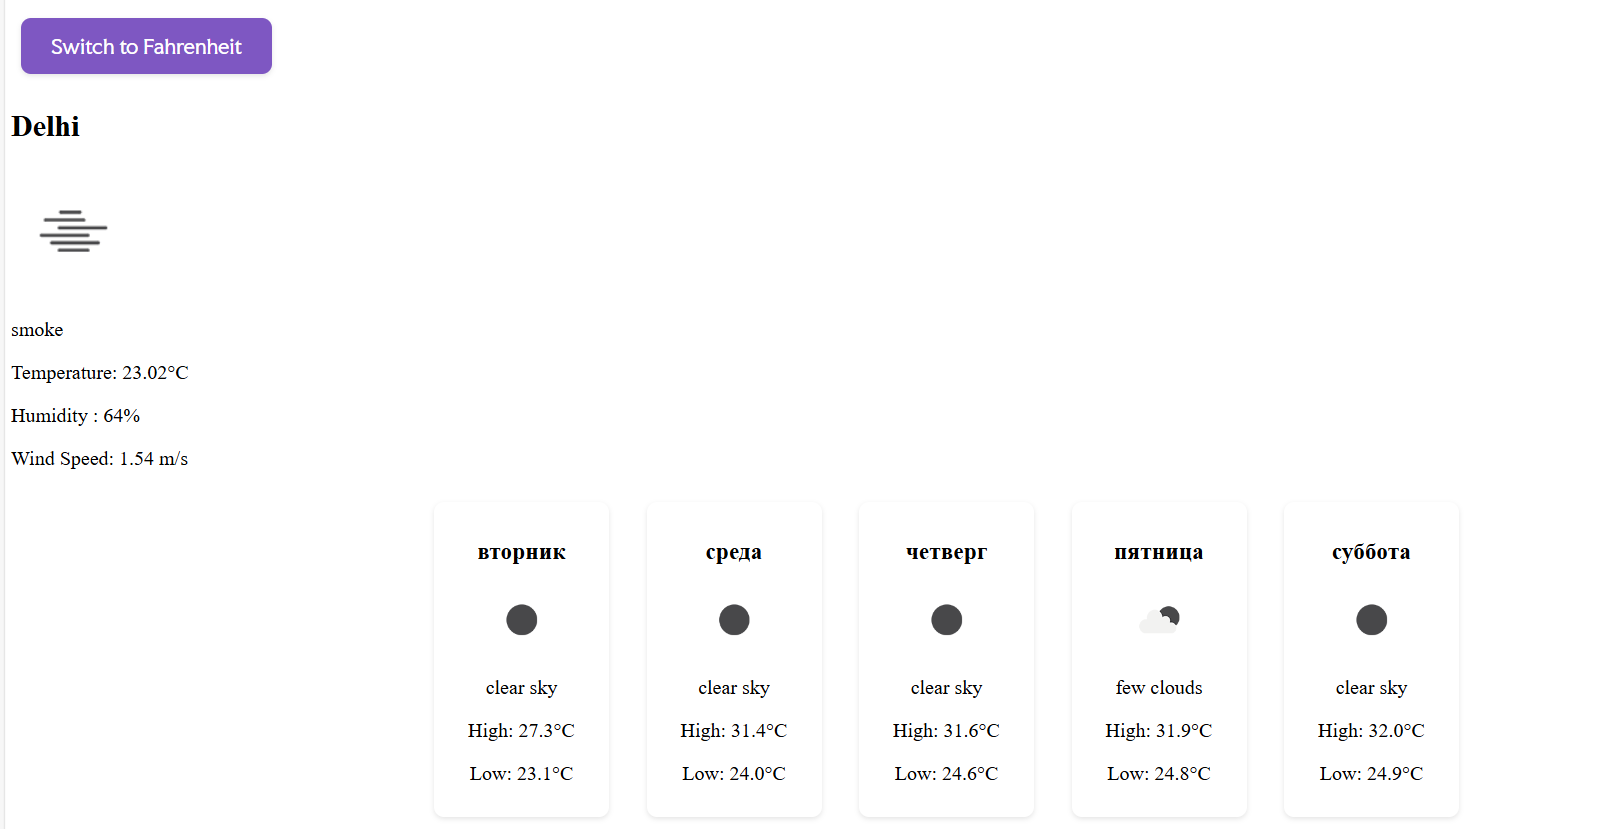 Switch to Fahrenheit
Delhi
smoke
Temperature: 23.02°C
Humidity : 64%
Wind Speed: 1.54 m/s
вторник
clear sky
High: 27.3°C
Low: 23.1°C
среда
clear sky
High: 31.4°C
Low: 24.0°C
четверг
clear sky
High: 31.6°C
Low: 24.6°C
пятница
few clouds
High: 31.9°C
Low: 24.8°C
суббота
clear sky
High: 32.0°C
Low: 24.9°C